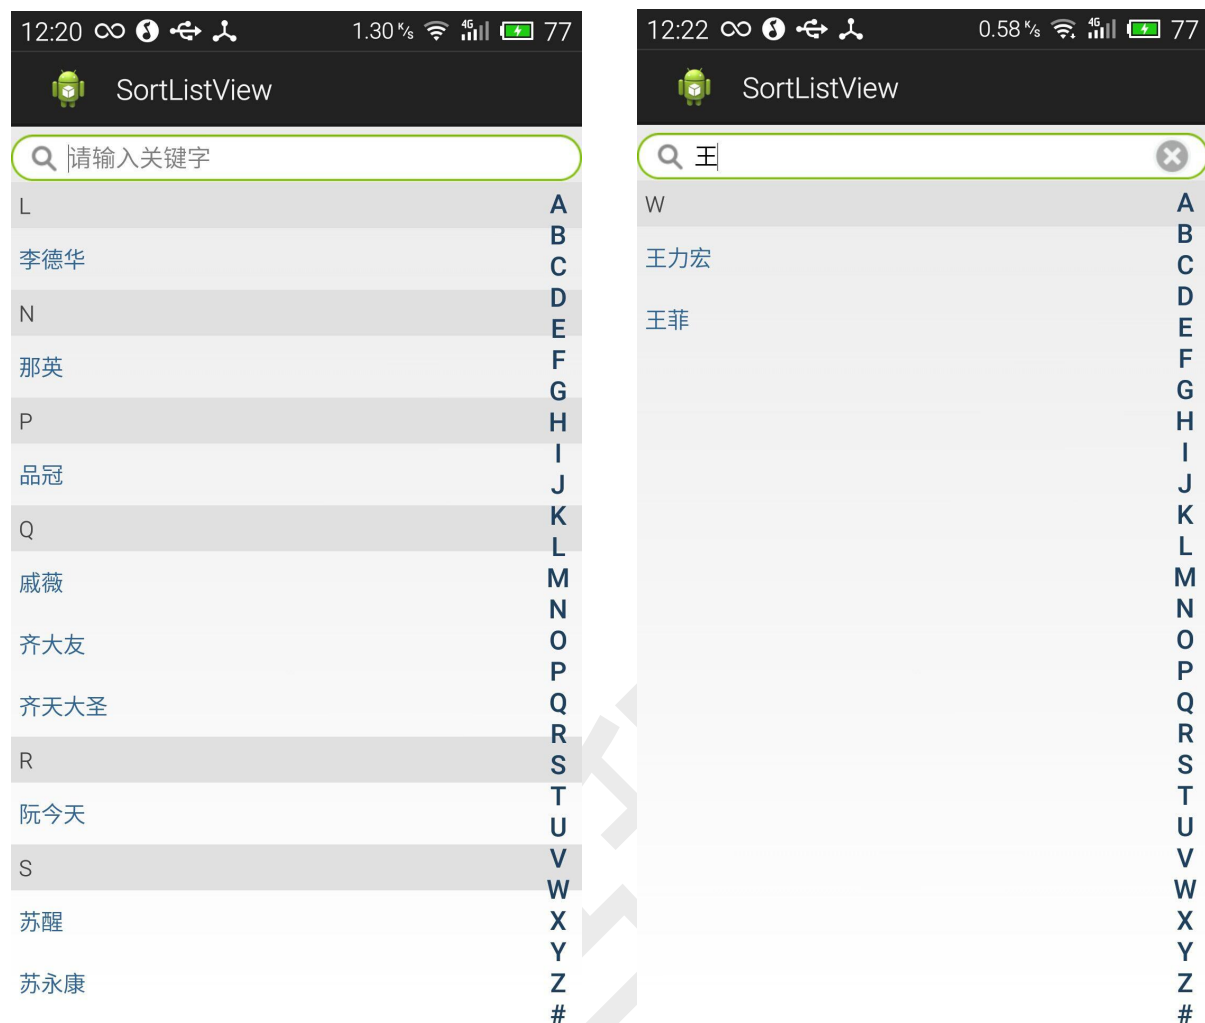 12:20
1.30 K/s 4G 77
SortListView
请输入关键字
L
李德华
N
那英
P
品冠
Q
戚薇
齐大友
齐天大圣
R
阮今天
S
苏醒
苏永康
A
B
C
D
E
F
G
H
I
J
K
L
M
N
O
P
Q
R
S
T
U
V
W
X
Y
Z
#
12:22
0.58 K/s 4G 77
SortListView
王
W
王力宏
王菲
A
B
C
D
E
F
G
H
I
J
K
L
M
N
O
P
Q
R
S
T
U
V
W
X
Y
Z
#